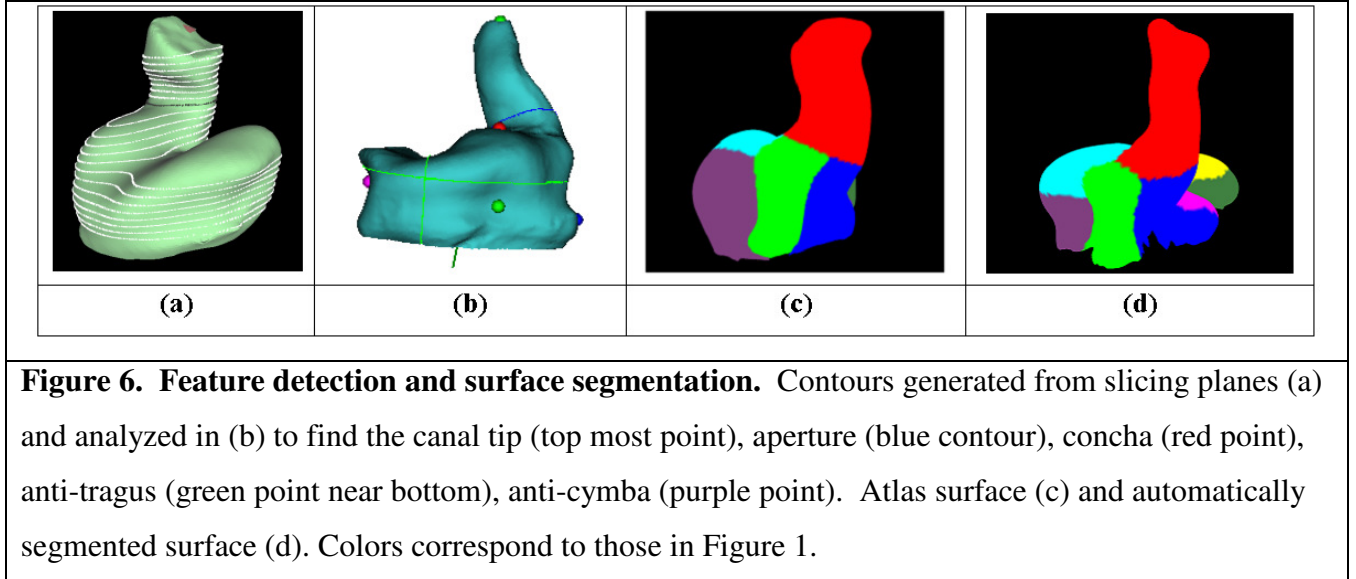 (a) (b) (c) (d)
Figure 6. Feature detection and surface segmentation. Contours generated from slicing planes (a)
and analyzed in (b) to find the canal tip (top most point), aperture (blue contour), concha (red point),
anti-tragus (green point near bottom), anti-cymba (purple point). Atlas surface (c) and automatically
segmented surface (d). Colors correspond to those in Figure 1.